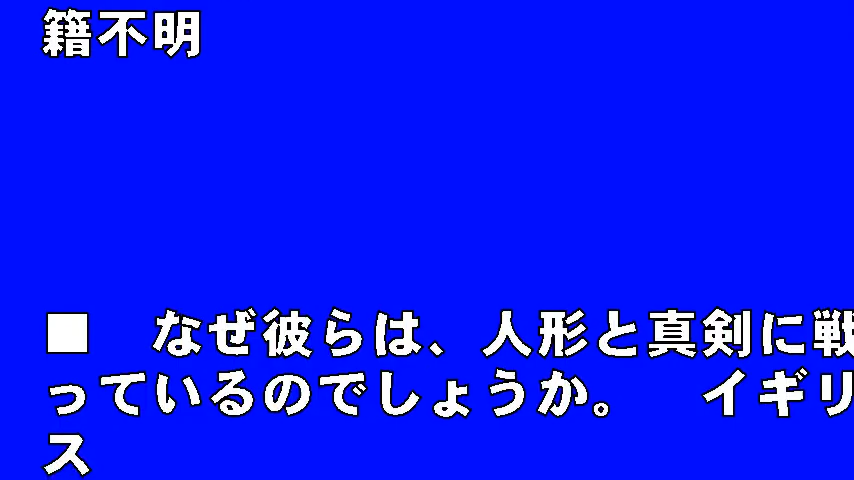 籍不明
■　なぜ彼らは、人形と真剣に戦
っているのでしょうか。　イギリ
ス